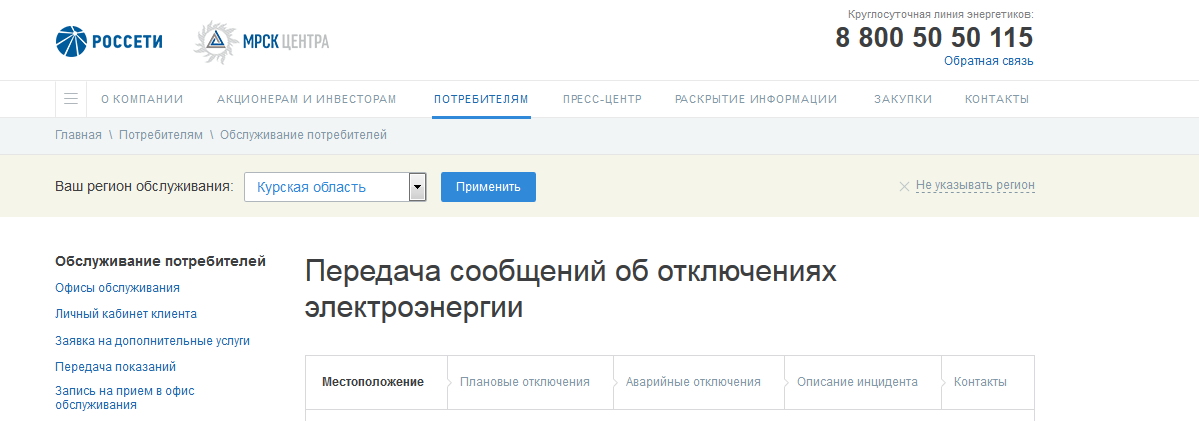 РОССЕТИ
МРСК ЦЕНТРА
Круглосуточная линия энергетиков:
8 800 50 50 115
Обратная связь
О КОМПАНИИ АКЦИОНЕРАМ И ИНВЕСТОРАМ ПОТРЕБИТЕЛЯМ ПРЕСС-ЦЕНТР РАСКРЫТИЕ ИНФОРМАЦИИ ЗАКУПКИ КОНТАКТЫ
Главная \ Потребителям \ Обслуживание потребителей
Ваш регион обслуживания: Курская область Применить Не указывать регион
Обслуживание потребителей
Офисы обслуживания
Личный кабинет клиента
Заявка на дополнительные услуги
Передача показаний
Запись на прием в офис
обслуживания
Передача сообщений об отключениях
электроэнергии
Местоположение Плановые отключения Аварийные отключения Описание инцидента Контакты